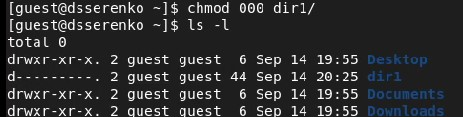 [guest@dsserenko ~]$ chmod 000 dir1/
[guest@dsserenko ~]$ ls -l
total 0
drwxr-xr-x. 2 guest guest  6 Sep 14 19:55 Desktop
d---------. 2 guest guest 44 Sep 14 20:25 dir1
drwxr-xr-x. 2 guest guest  6 Sep 14 19:55 Documents
drwxr-xr-x. 2 guest guest  6 Sep 14 19:55 Downloads